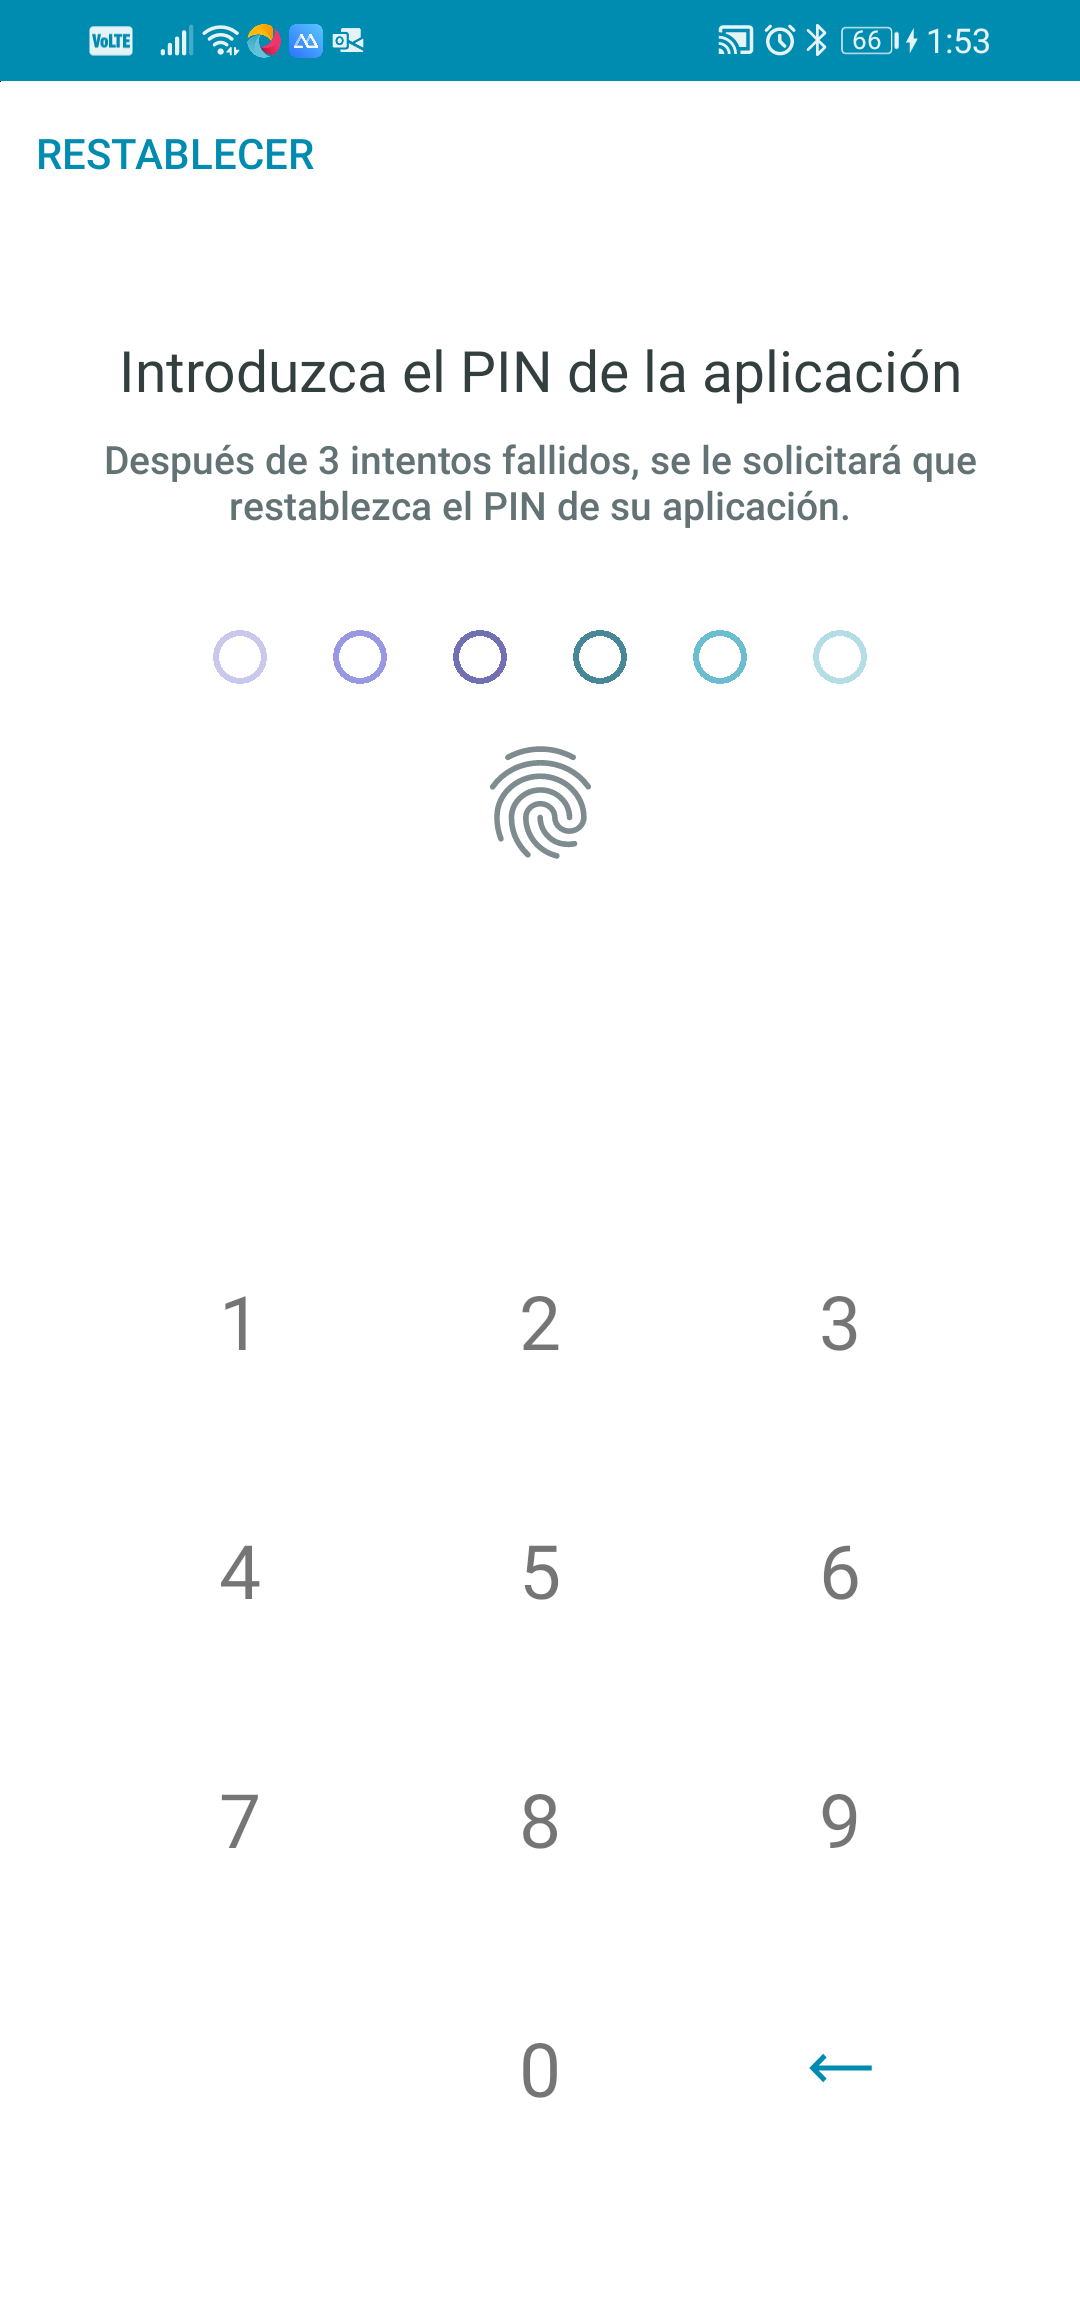 VoLTE 66 1:53
RESTABLECER
Introduzca el PIN de la aplicación
Después de 3 intentos fallidos, se le solicitará que
restablezca el PIN de su aplicación.
1 2 3
4 5 6
7 8 9
0